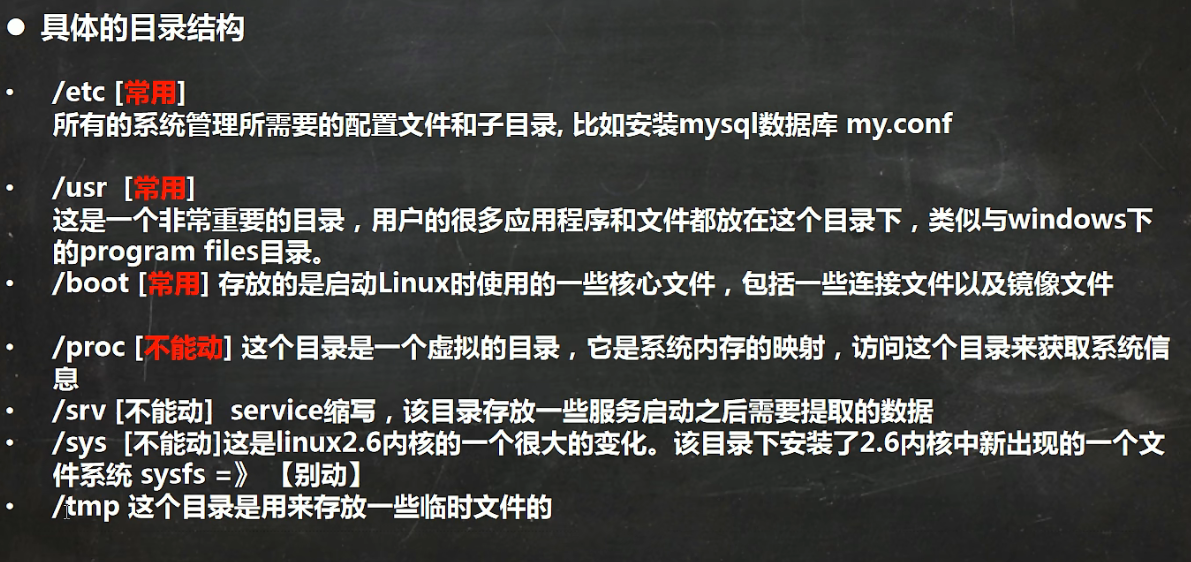 ● 具体的目录结构
• /etc [常用]
所有的系统管理所需要的配置文件和子目录, 比如安装mysql数据库 my.conf
• /usr [常用]
这是一个非常重要的目录，用户的很多应用程序和文件都放在这个目录下，类似与windows下
的program files目录。
• /boot [常用] 存放的是启动Linux时使用的一些核心文件，包括一些连接文件以及镜像文件
• /proc [不能动] 这个目录是一个虚拟的目录，它是系统内存的映射，访问这个目录来获取系统信
息
• /srv [不能动] service缩写，该目录存放一些服务启动之后需要提取的数据
• /sys [不能动]这是linux2.6内核的一个很大的变化。该目录下安装了2.6内核中新出现的一个文
件系统 sysfs =》 【别动】
• /tmp 这个目录是用来存放一些临时文件的